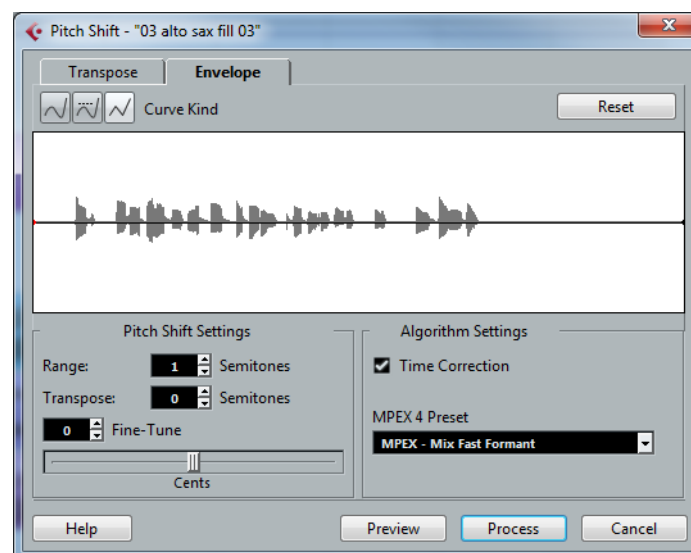 Pitch Shift - "03 alto sax fill 03"
Transpose Envelope
Curve Kind Reset
Pitch Shift Settings Algorithm Settings
Range: 1 Semitones Time Correction
Transpose: 0 Semitones
MPEX 4 Preset
0 Fine-Tune
MPEX - Mix Fast Formant
Cents
Help Preview Process Cancel